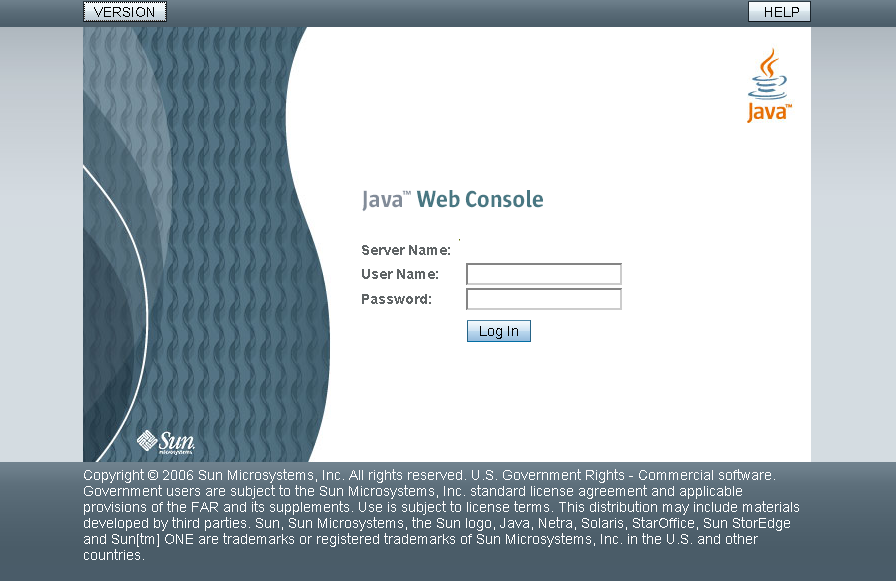 VERSION HELP
Java™
Java™ Web Console
Server Name:
User Name:
Password:
Log In
Sun
microsystems
Copyright © 2006 Sun Microsystems, Inc. All rights reserved. U.S. Government Rights - Commercial software.
Government users are subject to the Sun Microsystems, Inc. standard license agreement and applicable
provisions of the FAR and its supplements. Use is subject to license terms. This distribution may include materials
developed by third parties. Sun, Sun Microsystems, the Sun logo, Java, Netra, Solaris, StarOffice, Sun StorEdge
and Sun[tm] ONE are trademarks or registered trademarks of Sun Microsystems, Inc. in the U.S. and other
countries.